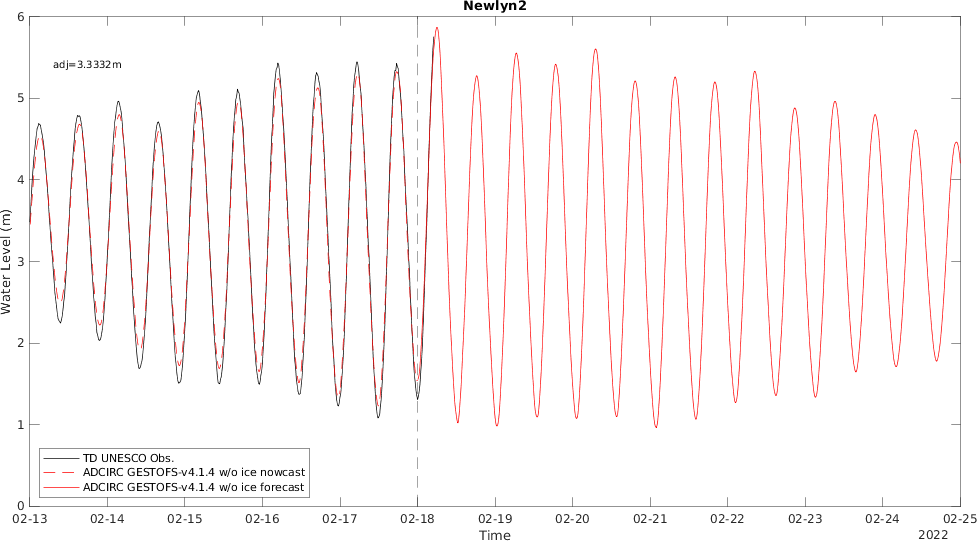 Newlyn2
6
adj=3.3332m
5
4
Water Level (m)
3
2
1
TD UNESCO Obs.
ADCIRC GESTOFS-v4.1.4 w/o ice nowcast
ADCIRC GESTOFS-v4.1.4 w/o ice forecast
0
02-13 02-14 02-15 02-16 02-17 02-18 02-19 02-20 02-21 02-22 02-23 02-24 02-25
Time
2022